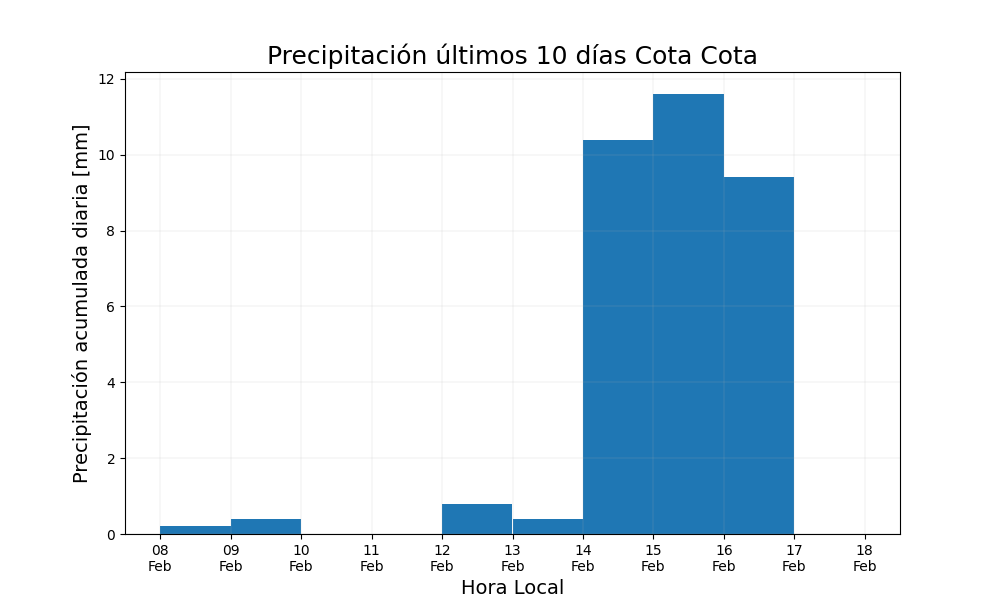 Precipitación últimos 10 días Cota Cota
Precipitación acumulada diaria [mm]
12
10
8
6
4
2
0
08 09 10 11 12 13 14 15 16 17 18
Feb Feb Feb Feb Feb Feb Feb Feb Feb Feb Feb
Hora Local